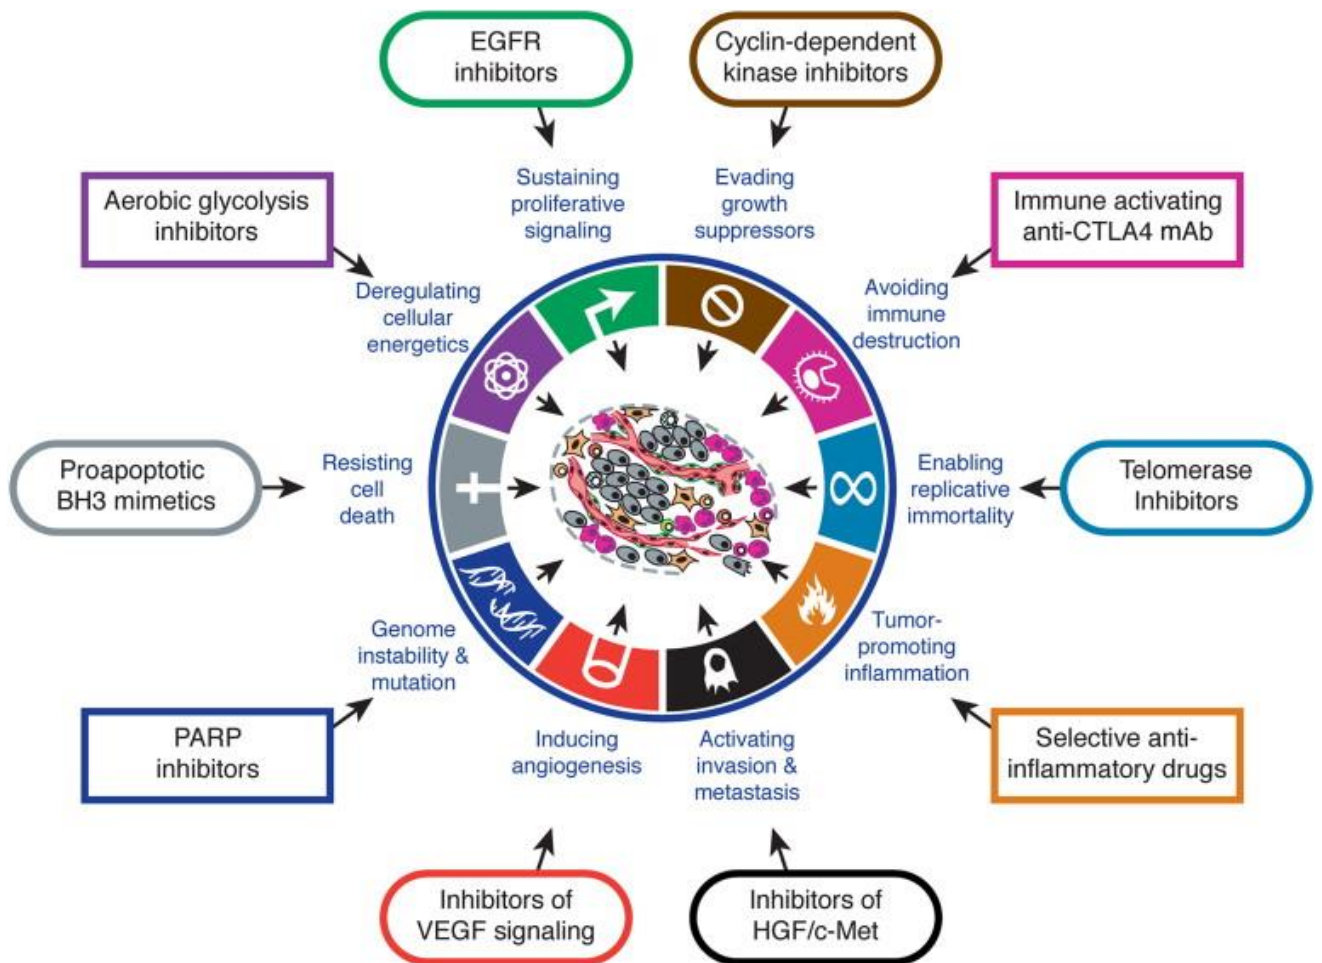 EGFR
inhibitors
Cyclin-dependent
kinase inhibitors
Sustaining
proliferative
signaling
Evading
growth
suppressors
Aerobic glycolysis
inhibitors
Immune activating
anti-CTLA4 mAb
Deregulating
cellular
energetics
Avoiding
immune
destruction
Proapoptotic
BH3 mimetics
Resisting
cell
death
Enabling
replicative
immortality
Telomerase
Inhibitors
Genome
instability &
mutation
Tumor-
promoting
inflammation
PARP
inhibitors
Inducing
angiogenesis
Activating
invasion &
metastasis
Selective anti-
inflammatory drugs
Inhibitors of
VEGF signaling
Inhibitors of
HGF/c-Met